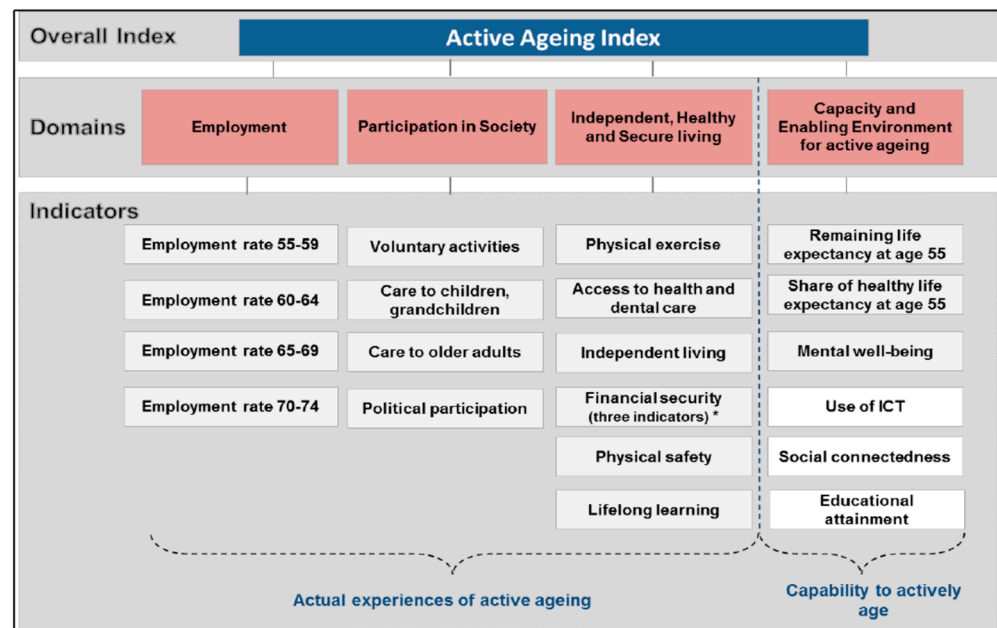 Overall Index
Active Ageing Index
Domains
Employment
Participation in Society
Independent, Healthy
and Secure living
Capacity and
Enabling Environment
for active ageing
Indicators
Employment rate 55-59
Voluntary activities
Physical exercise
Remaining life
expectancy at age 55
Employment rate 60-64
Care to children,
grandchildren
Access to health and
dental care
Share of healthy life
expectancy at age 55
Employment rate 65-69
Care to older adults
Independent living
Mental well-being
Employment rate 70-74
Political participation
Financial security
(three indicators) *
Use of ICT
Physical safety
Social connectedness
Lifelong learning
Educational
attainment
Actual experiences of active ageing
Capability to actively
age